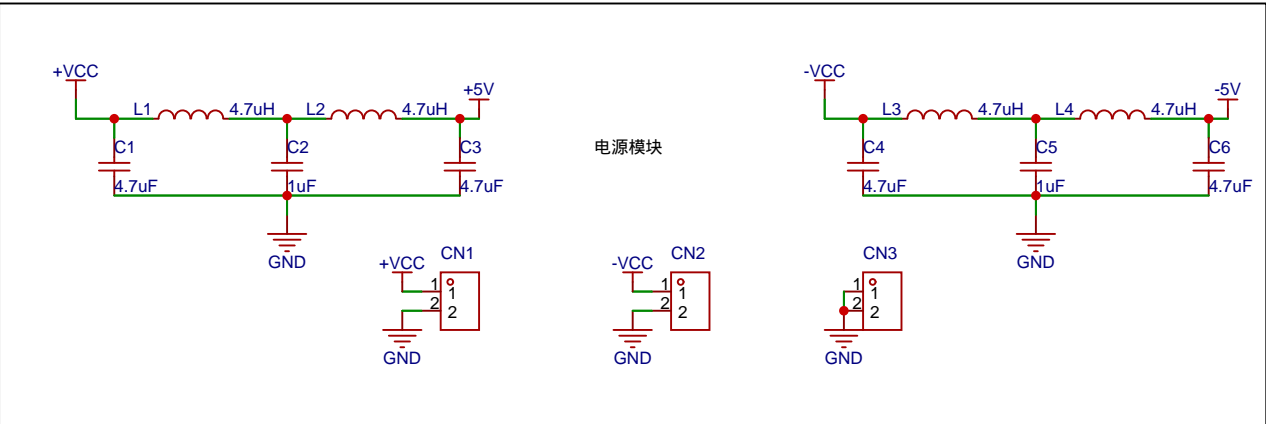 +VCC
-VCC
+5V
-5V
L1 4.7uH L2 4.7uH
L3 4.7uH L4 4.7uH
C1 C2 C3
电源模块
C4 C5 C6
4.7uF 1uF 4.7uF
4.7uF 1uF 4.7uF
GND
GND
CN1
CN2
CN3
+VCC
-VCC
1 1
2 2
1 1
2 2
1 1
2 2
GND
GND
GND